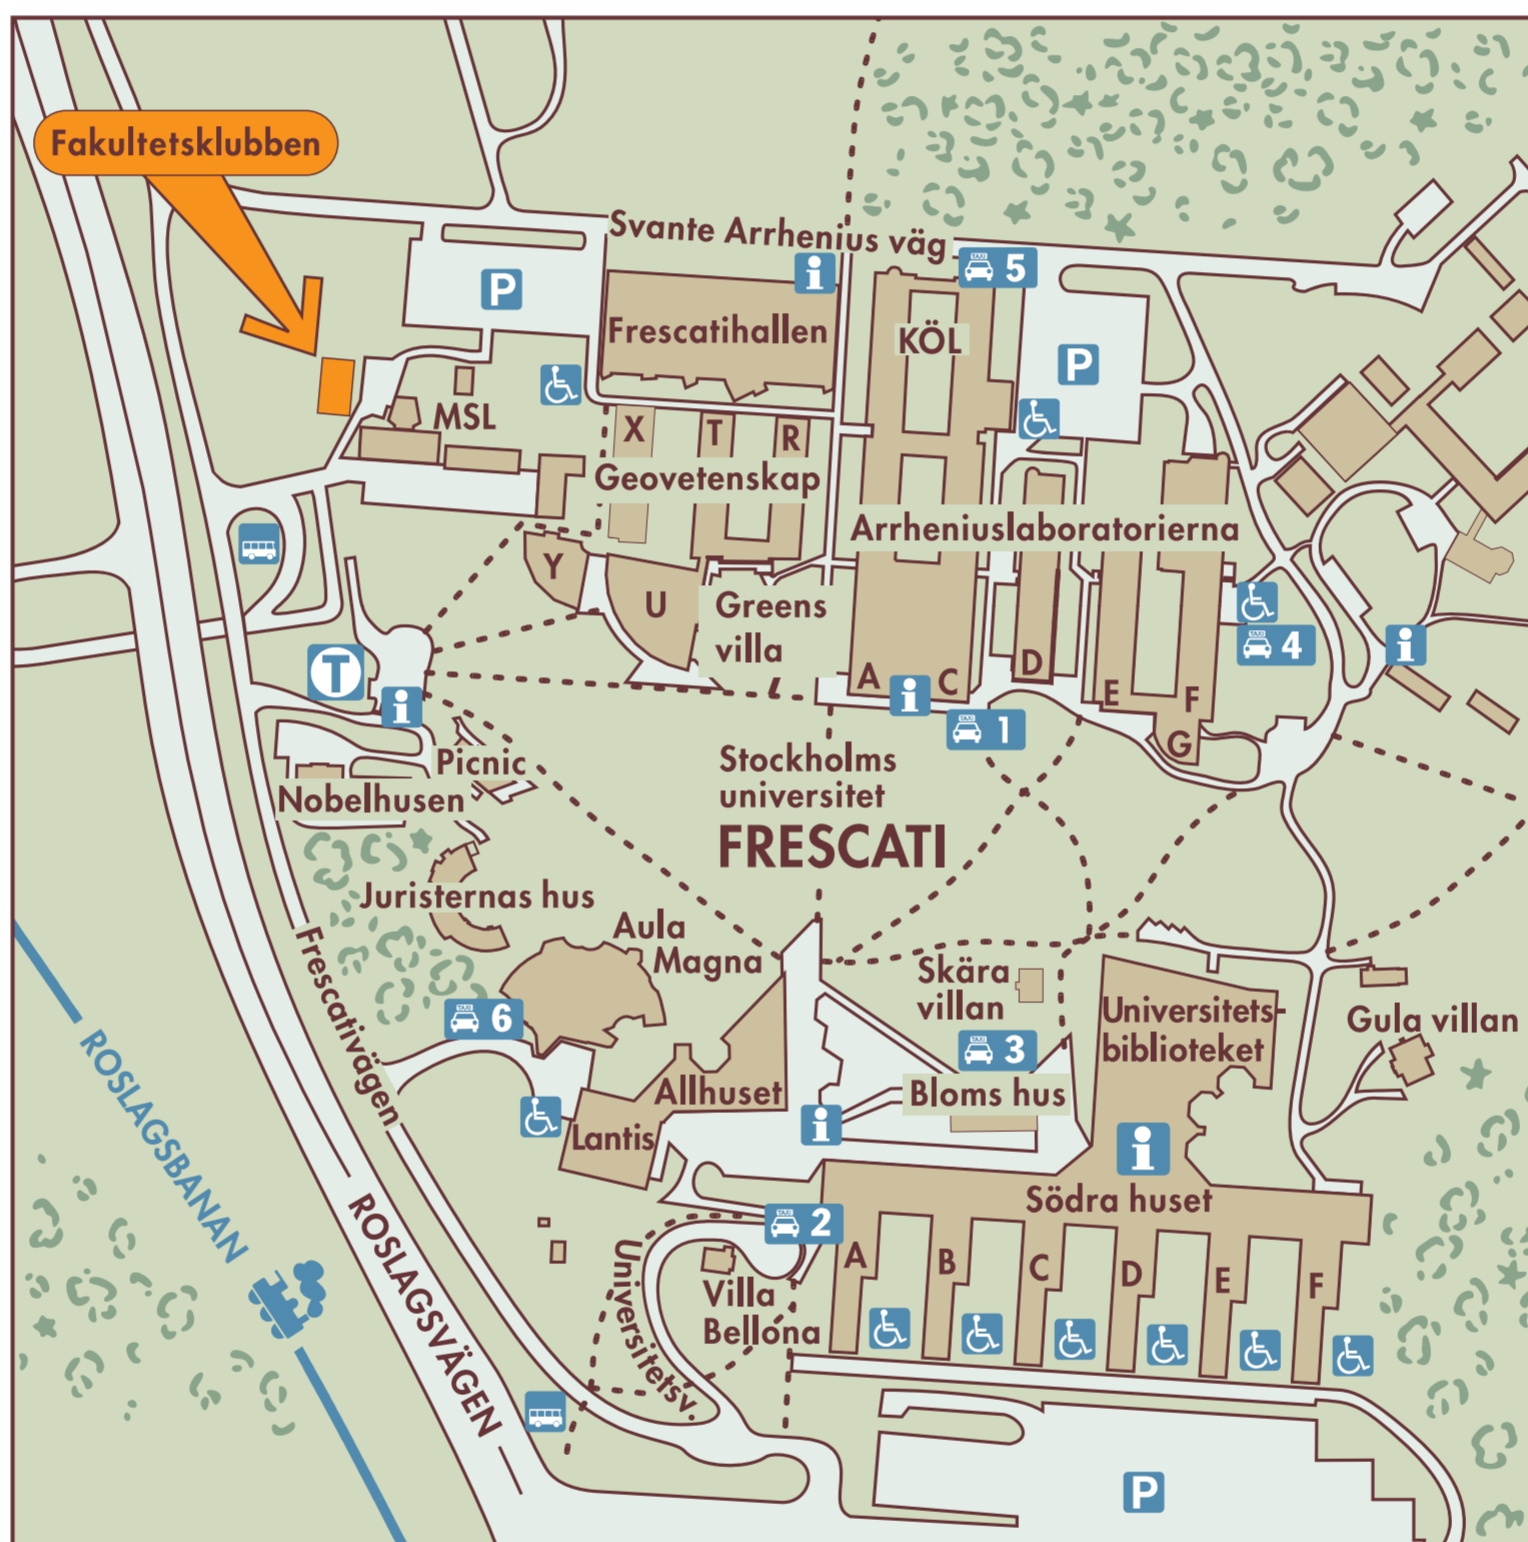 Fakultetsklubben
Svante Arrhenius väg
5
P
Frescatihallen
KÖL
P
MSL
X
T
R
Geovetenskap
Arrheniuslaboratorierna
Y
U
Greens
villa
4
T
A
C
D
E
F
G
1
Picnic
Nobelhusen
Stockholms
universitet
FRESCATI
Juristernas hus
Aula
Magna
Frescativägen
6
Skära
villan
3
Bloms hus
Universitets-
biblioteket
Gula villan
Allhuset
Lantis
ROSLAGSBANAN
ROSLAGSVÄGEN
Södra huset
2
A
B
C
D
E
F
Universitetsv.
Villa
Bellona
P